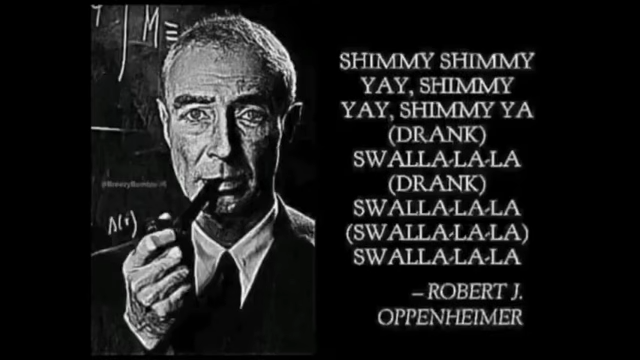 SHIMMY SHIMMY
YAY, SHIMMY
YAY, SHIMMY YA
(DRANK)
SWALLA-LA-LA
(DRANK)
SWALLA-LA-LA
(SWALLA-LA-LA)
SWALLA-LA-LA
–ROBERT J.
OPPENHEIMER